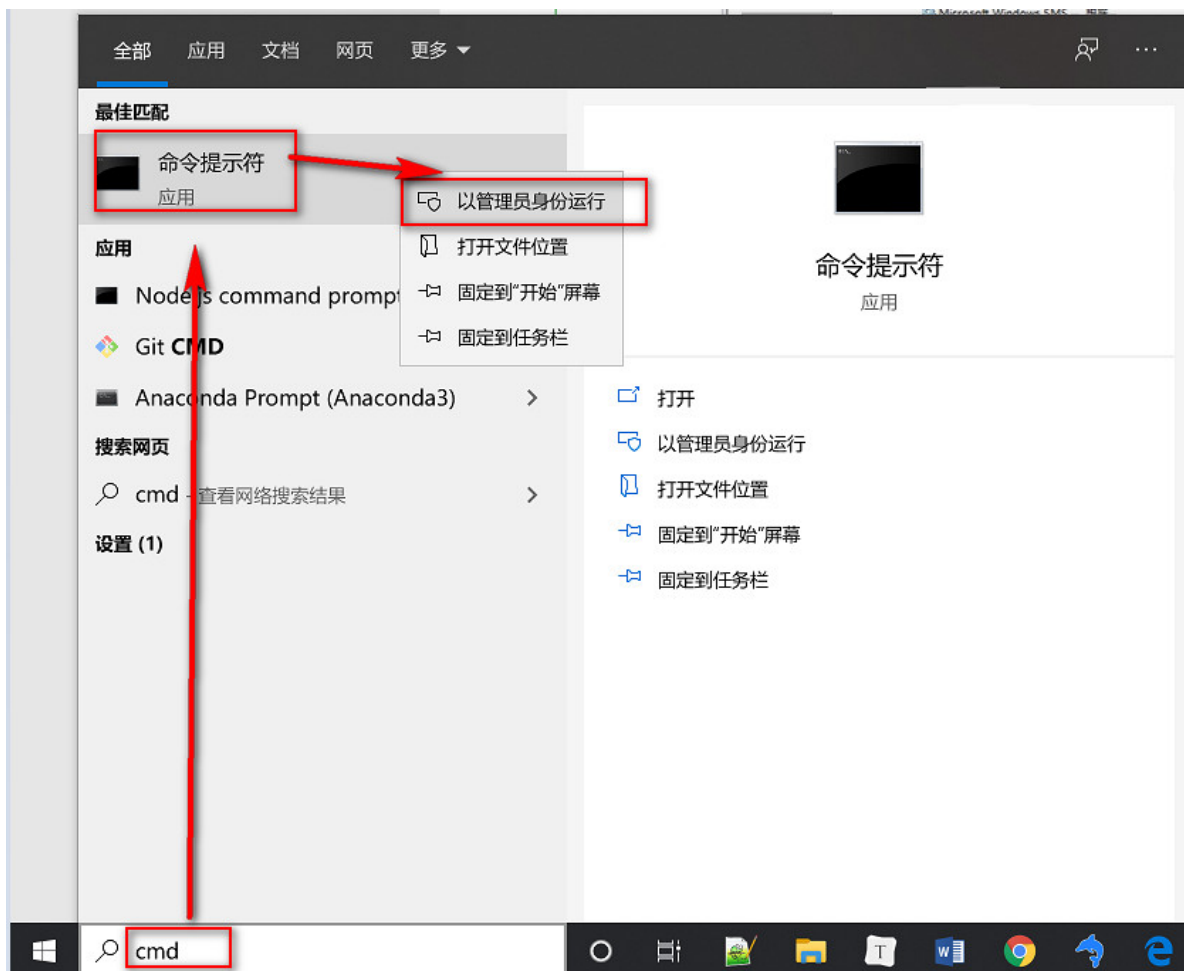 Microsoft Windows SMS
全部 应用 文档 网页 更多
最佳匹配
命令提示符
应用
以管理员身份运行
打开文件位置
固定到“开始”屏幕
固定到任务栏
应用
Node.js command prompt
Git CMD
Anaconda Prompt (Anaconda3)
搜索网页
cmd - 查看网络搜索结果
设置 (1)
命令提示符
应用
打开
以管理员身份运行
打开文件位置
固定到“开始”屏幕
固定到任务栏
cmd
T
W